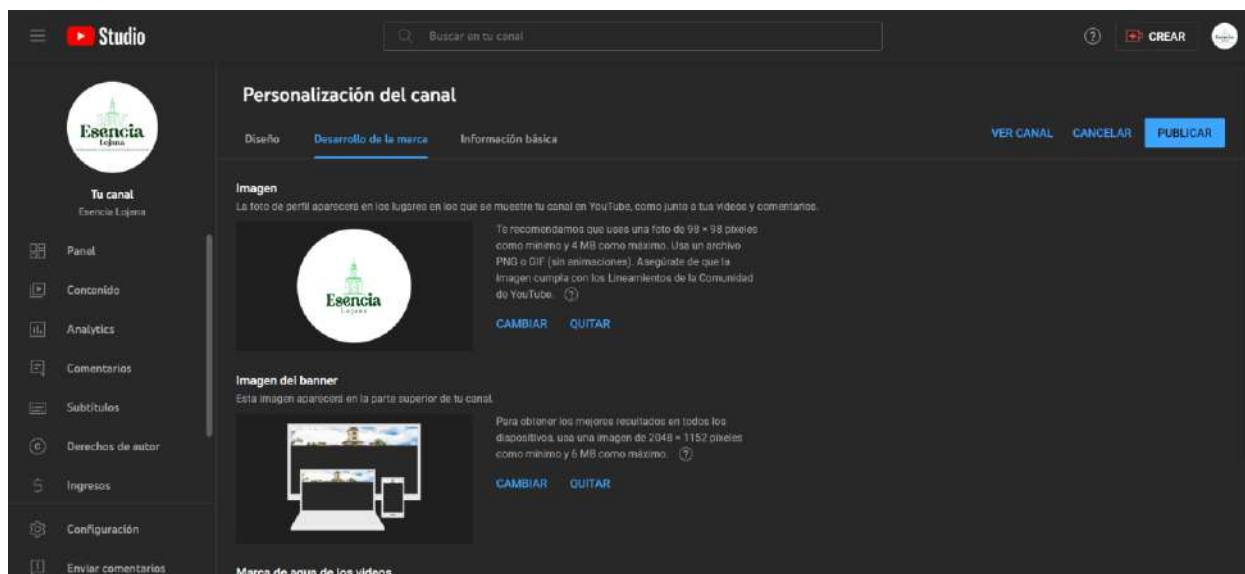 Studio
Buscar en tu canal
CREAR
Esencia
Lojana
Tu canal
Esencia Lojana
Panel
Contenido
Analytics
Comentarios
Subtítulos
Derechos de autor
Ingresos
Configuración
Enviar comentarios
Personalización del canal
Diseño
Desarrollo de la marca
Información básica
VER CANAL
CANCELAR
PUBLICAR
Imagen
La foto de perfil aparecerá en los lugares en los que se muestre tu canal en YouTube, como junto a tus videos y comentarios.
Esencia
Lojana
Te recomendamos que uses una foto de 98 × 98 píxeles
como mínimo y 4 MB como máximo. Usa un archivo
PNG o GIF (sin animaciones). Asegúrate de que la
imagen cumpla con los Lineamientos de la Comunidad
de YouTube.
CAMBIAR
QUITAR
Imagen del banner
Esta imagen aparecerá en la parte superior de tu canal.
Para obtener los mejores resultados en todos los
dispositivos, usa una imagen de 2048 × 1152 píxeles
como mínimo y 6 MB como máximo.
CAMBIAR
QUITAR
Marca de agua de los videos